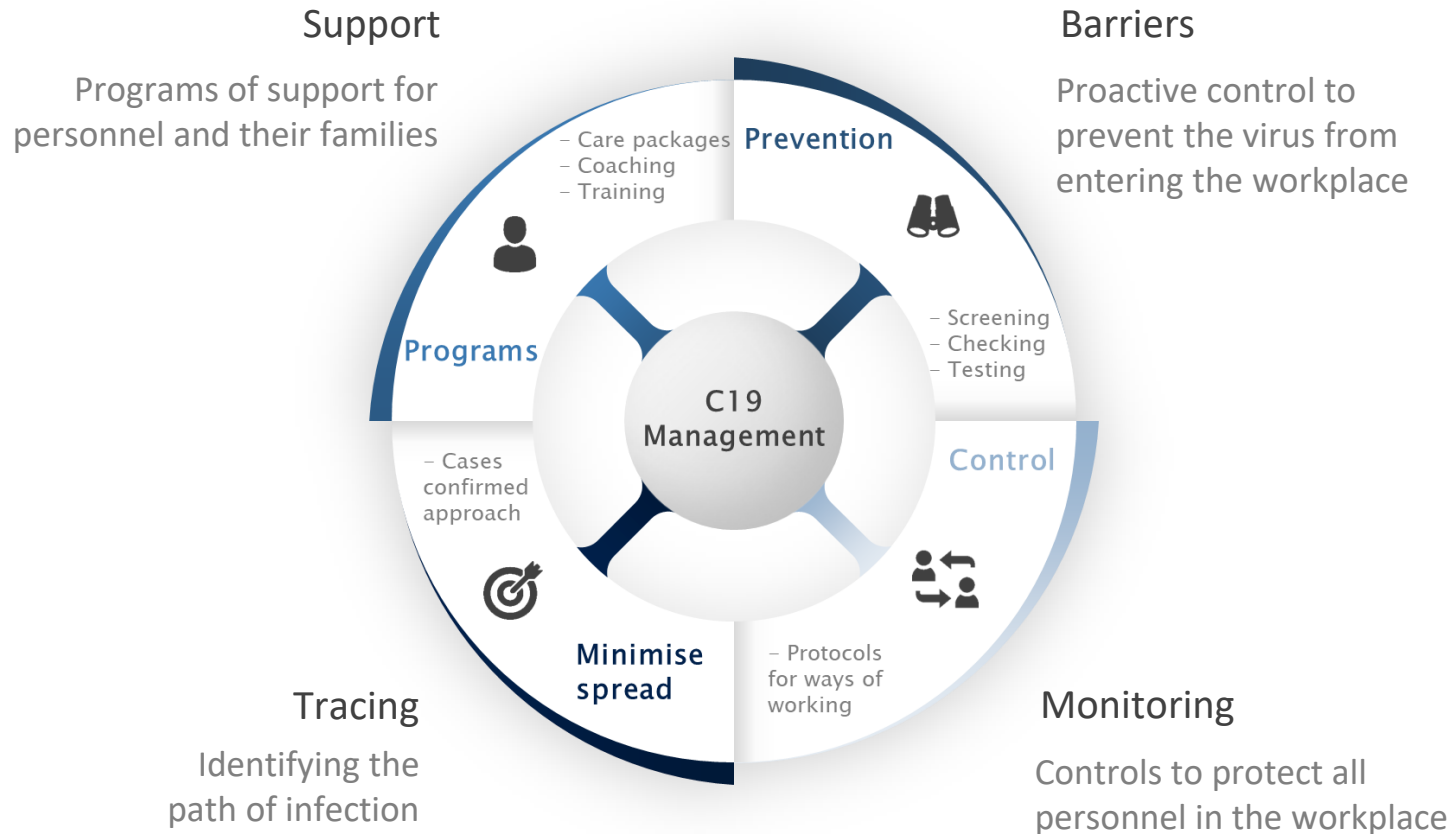 Support
Programs of support for
personnel and their families
– Care packages
– Coaching
– Training
Programs
Barriers
Proactive control to
prevent the virus from
entering the workplace
Prevention
– Screening
– Checking
– Testing
C19
Management
– Cases
confirmed
approach
Minimise
spread
Tracing
Identifying the
path of infection
Control
– Protocols
for ways of
working
Monitoring
Controls to protect all
personnel in the workplace